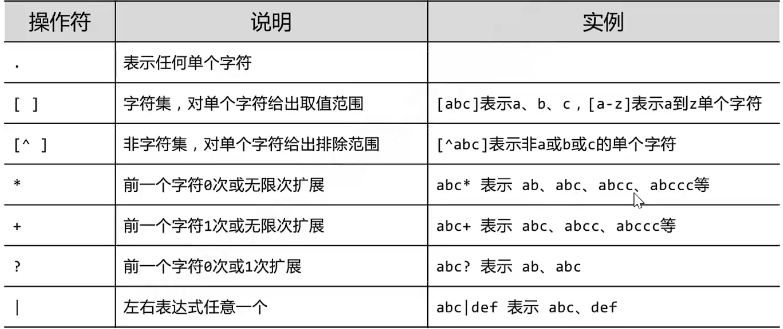 操作符 说明 实例
. 表示任何单个字符
[ ] 字符集，对单个字符给出取值范围 [abc]表示a、b、c，[a-z]表示a到z单个字符
[^ ] 非字符集，对单个字符给出排除范围 [^abc]表示非a或b或c的单个字符
* 前一个字符0次或无限次扩展 abc* 表示 ab、abc、abcc、abccc等
+ 前一个字符1次或无限次扩展 abc+ 表示 abc、abcc、abccc等
? 前一个字符0次或1次扩展 abc? 表示 ab、abc
| 左右表达式任意一个 abc|def 表示 abc、def